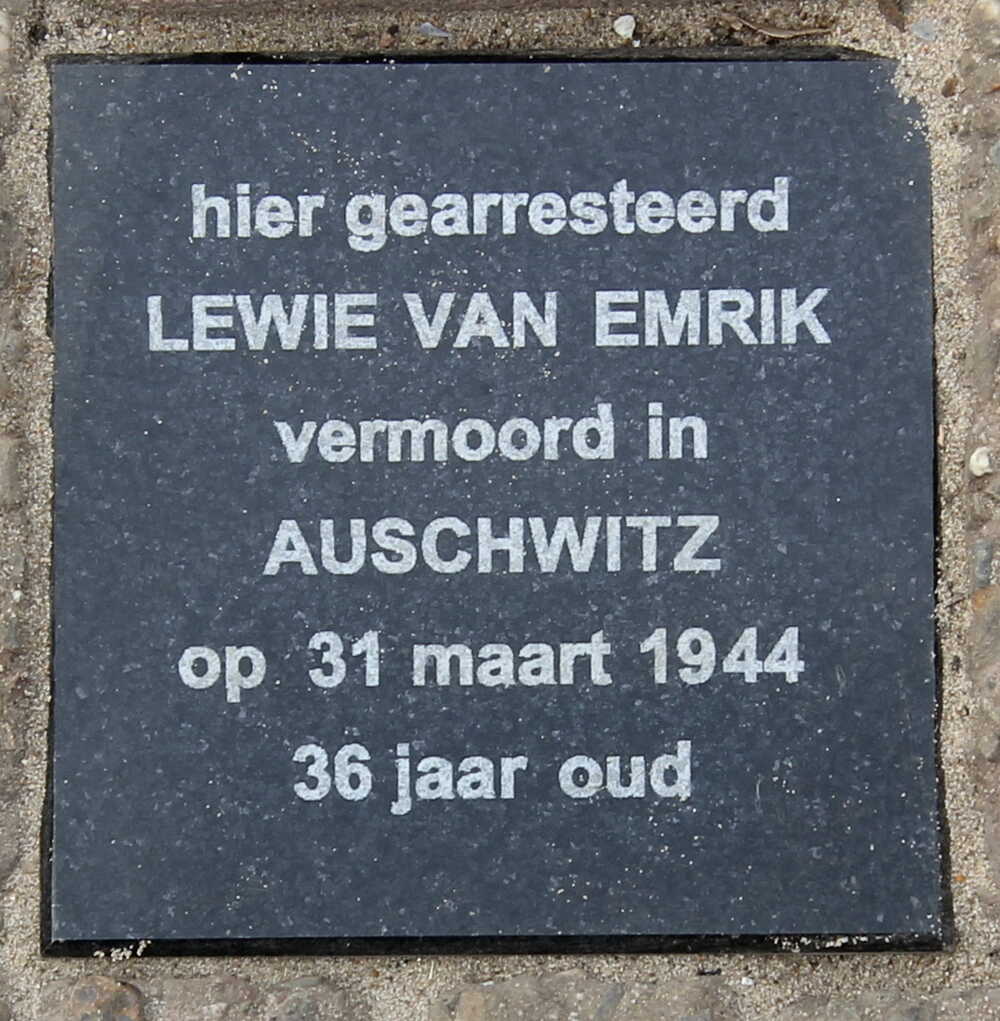 hier gearresteerd
LEWIE VAN EMRIK
vermoord in
AUSCHWITZ
op 31 maart 1944
36 jaar oud